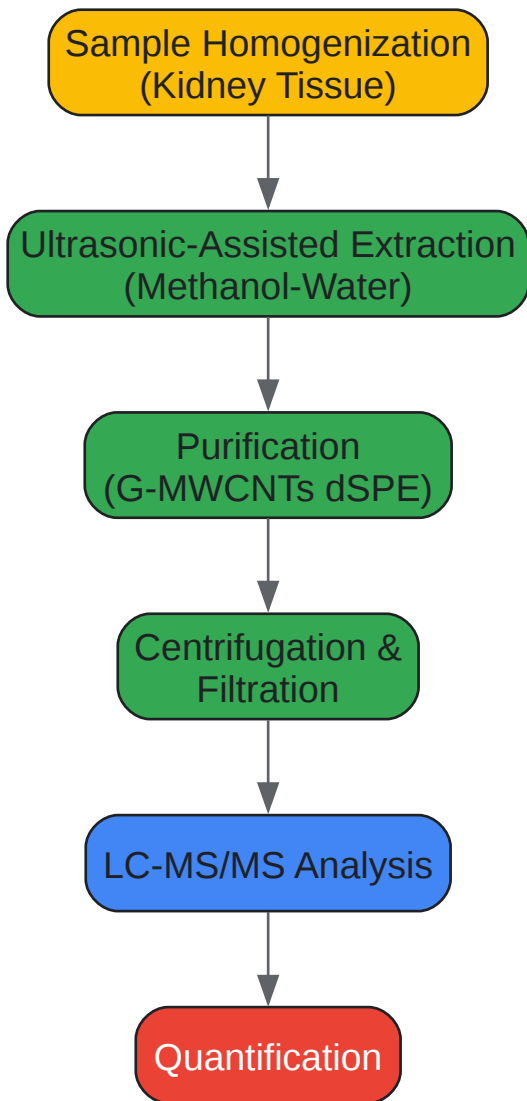 Sample Homogenization
(Kidney Tissue)
Ultrasonic-Assisted Extraction
(Methanol-Water)
Purification
(G-MWCNTs dSPE)
Centrifugation &
Filtration
LC-MS/MS Analysis
Quantification